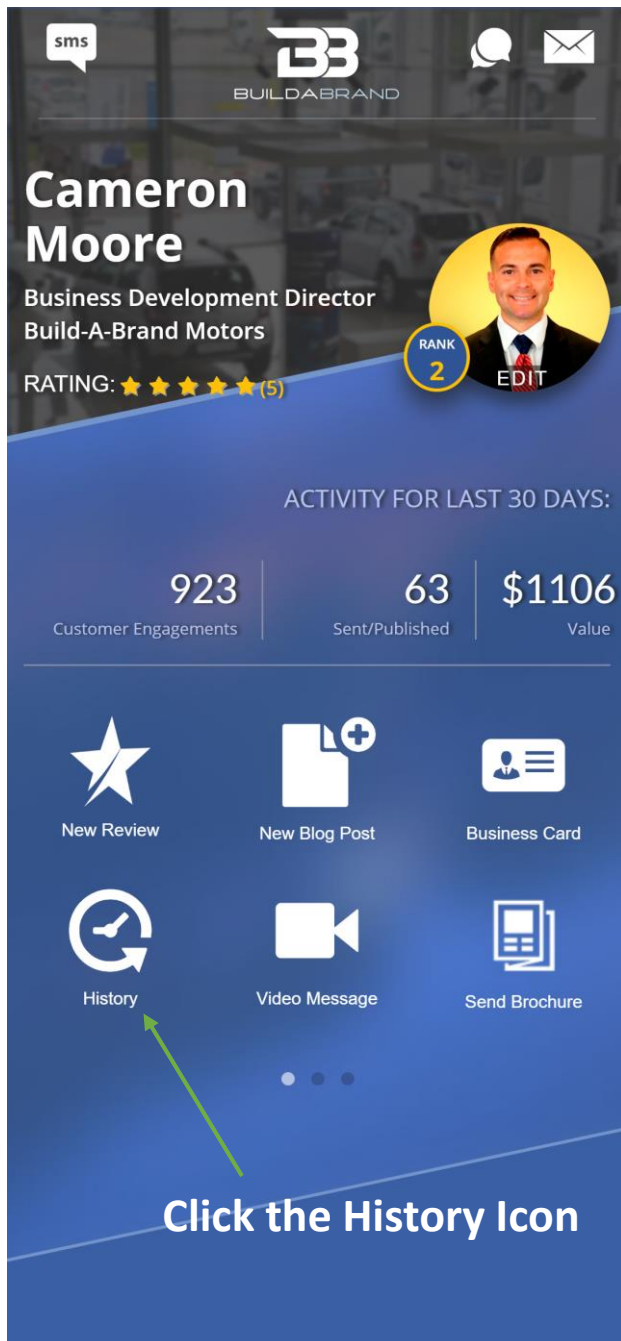 sms
BB
BUILDABRAND
Cameron
Moore
Business Development Director
Build-A-Brand Motors
RATING: (5)
RANK
2
EDIT
ACTIVITY FOR LAST 30 DAYS:
923 63 $1106
Customer Engagements Sent/Published Value
New Review New Blog Post Business Card
History Video Message Send Brochure
Click the History Icon